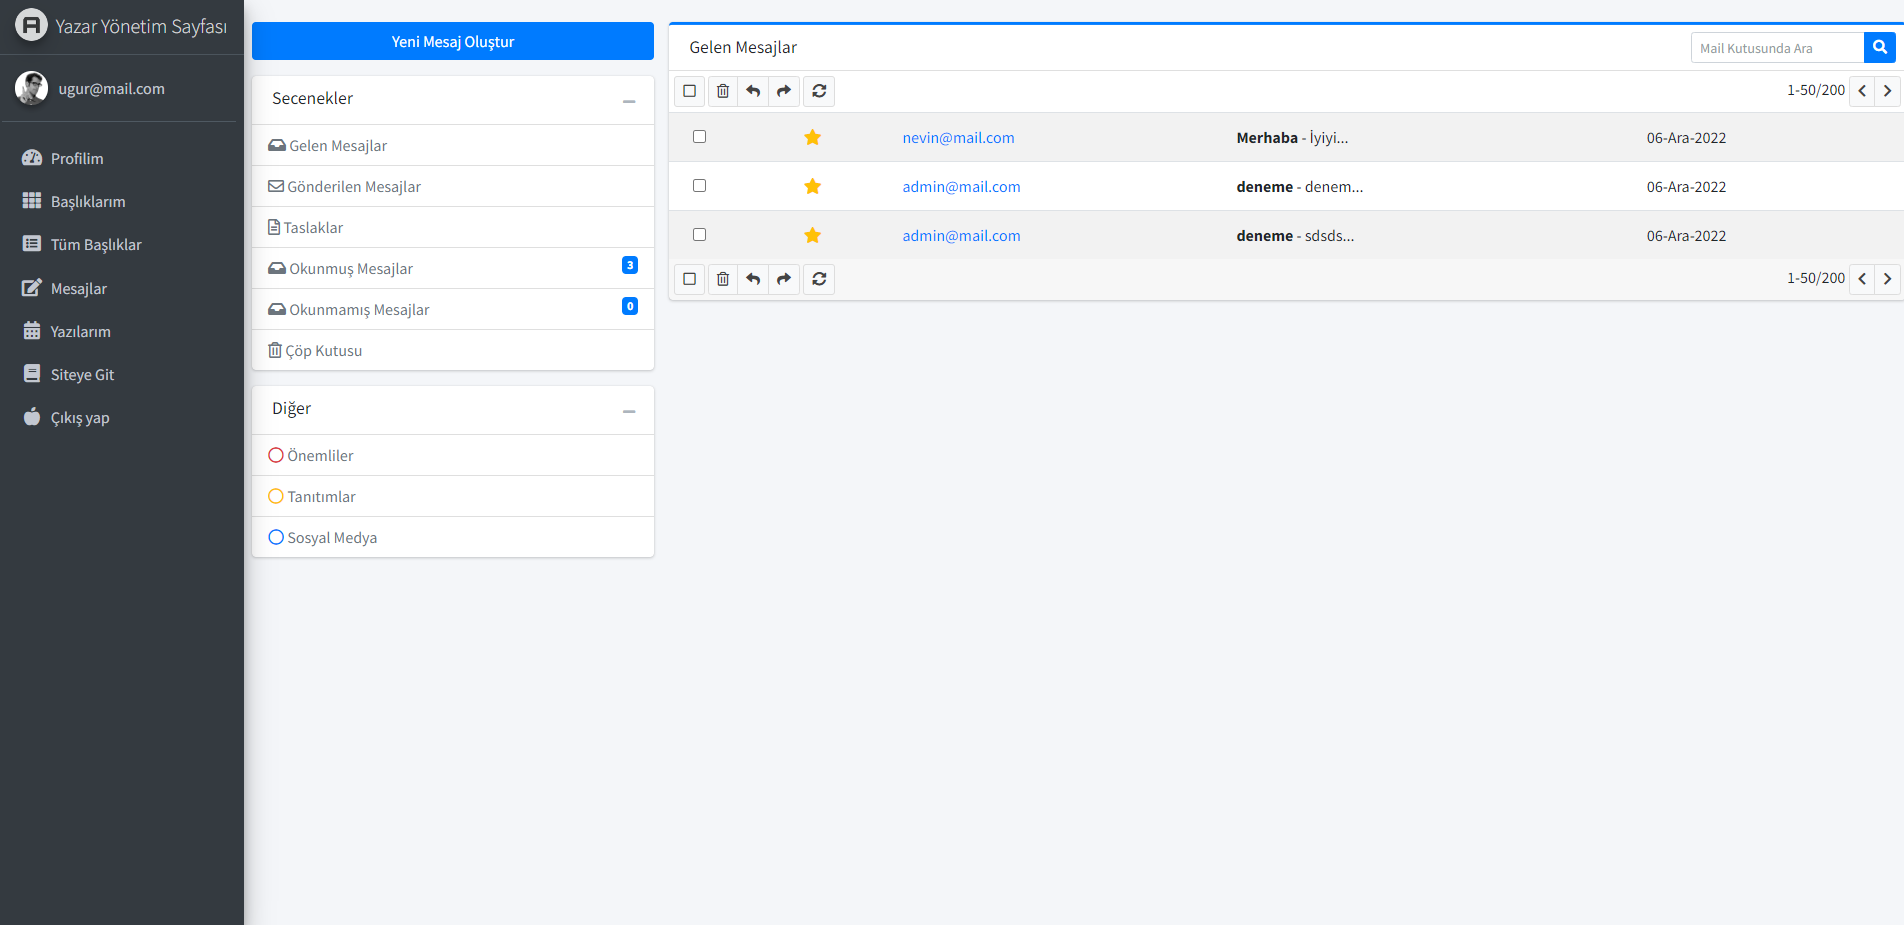 Yazar Yönetim Sayfası
ugur@mail.com
Profilim
Başlıklarım
Tüm Başlıklar
Mesajlar
Yazılarım
Siteye Git
Çıkış yap
Yeni Mesaj Oluştur
Secenekler
Gelen Mesajlar
Gönderilen Mesajlar
Taslaklar
Okunmuş Mesajlar 3
Okunmamış Mesajlar 0
Çöp Kutusu
Diğer
Önemliler
Tanıtımlar
Sosyal Medya
Gelen Mesajlar
Mail Kutusunda Ara
1-50/200
nevin@mail.com Merhaba - İyiyi... 06-Ara-2022
admin@mail.com deneme - denem... 06-Ara-2022
admin@mail.com deneme - sdsds... 06-Ara-2022
1-50/200